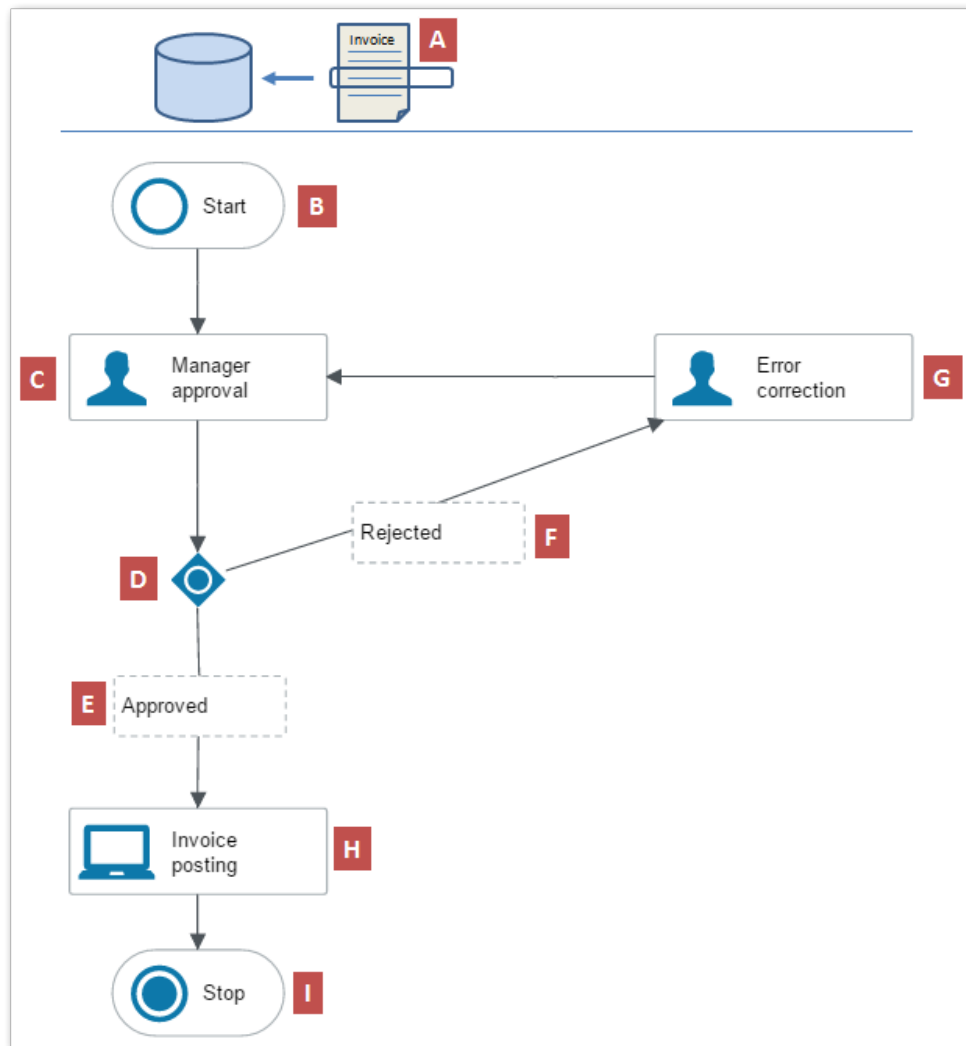 Invoice
A
Start
B
C
Manager
approval
Error
correction
G
Rejected
F
D
E
Approved
Invoice
posting
H
Stop
I